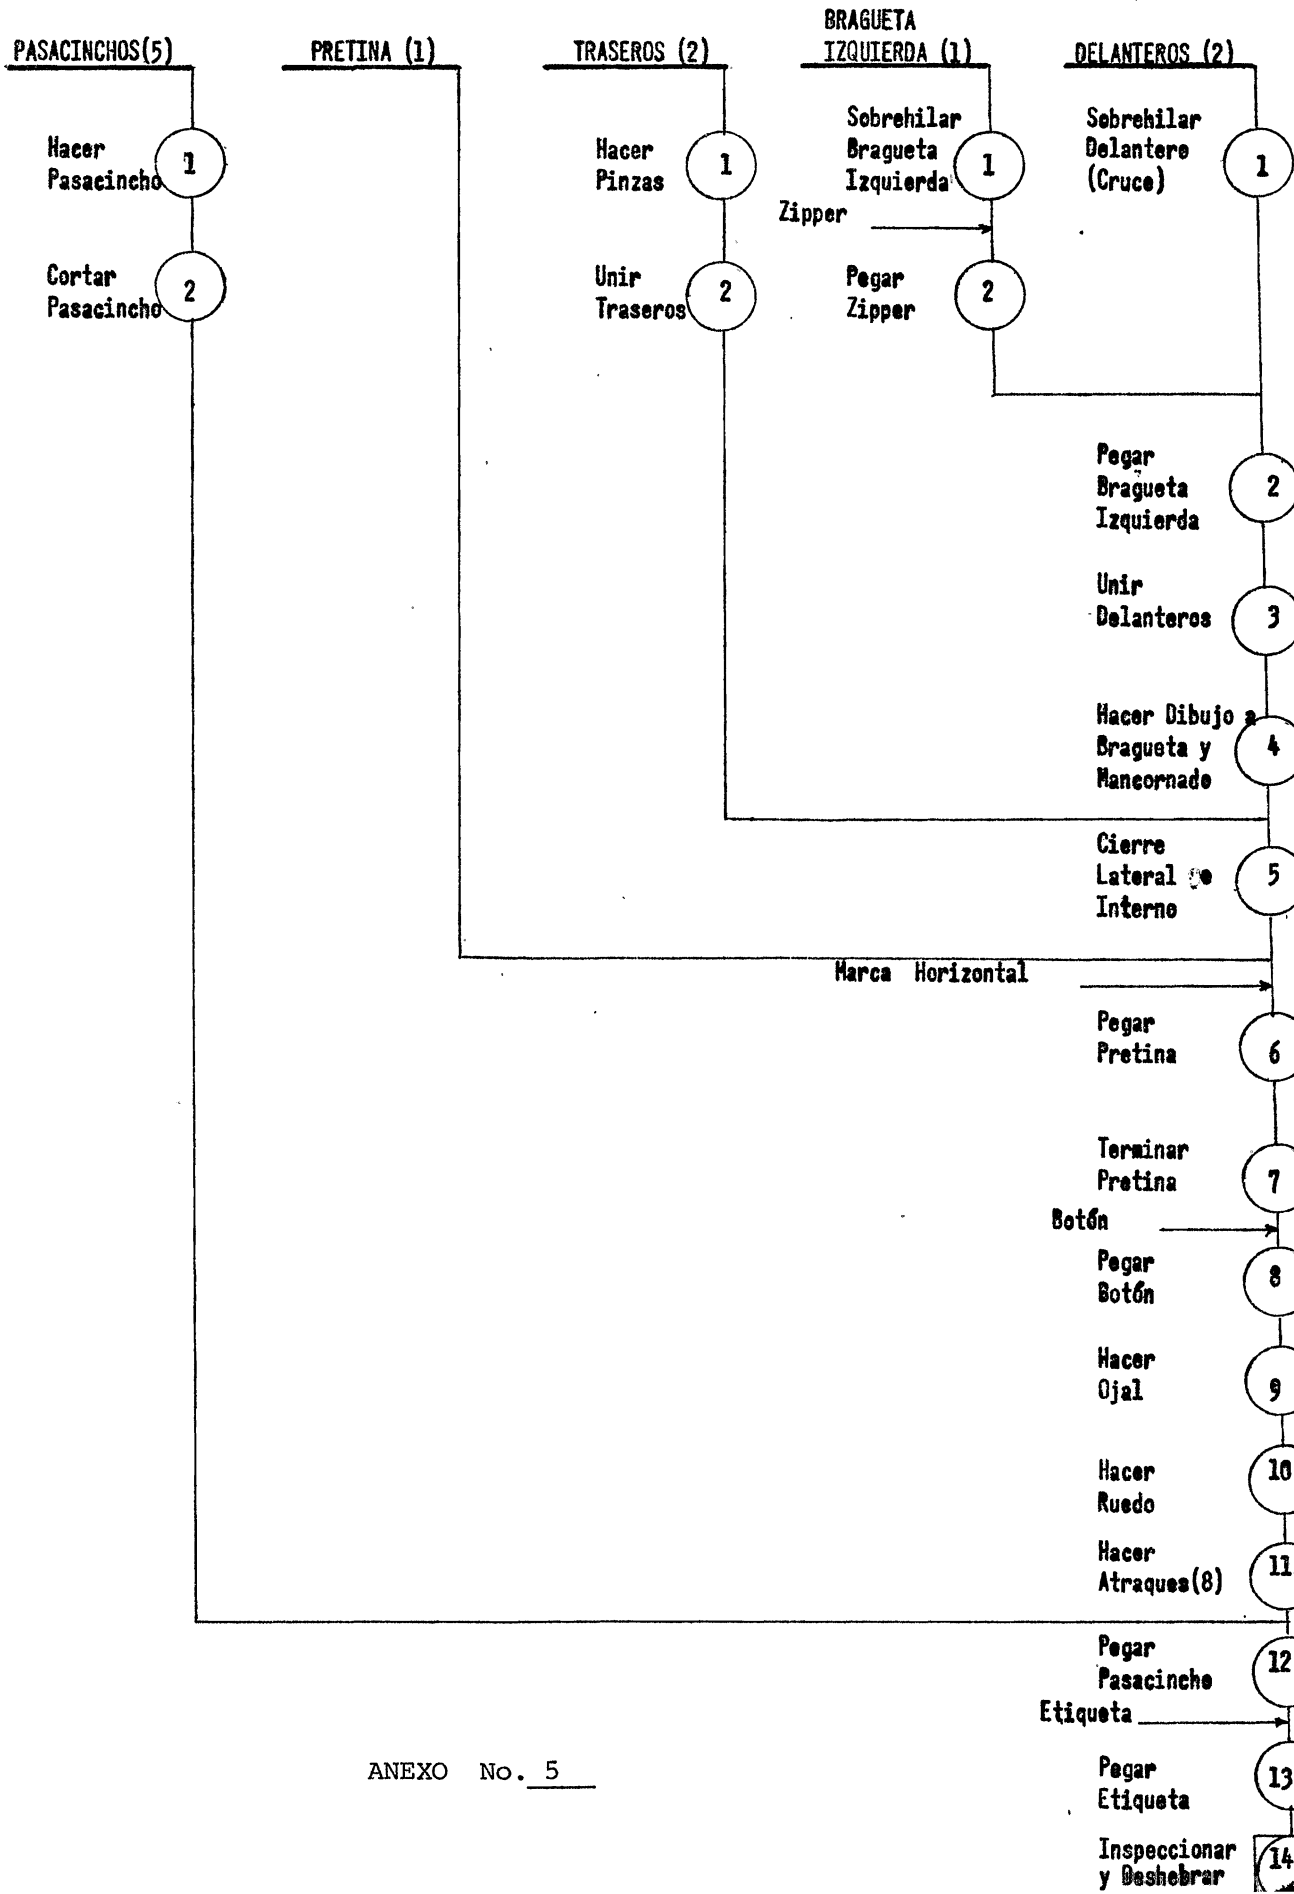 PASACINCHOS(5)
PRETINA (1)
TRASEROS (2)
BRAGUETA
IZQUIERDA (1)
DELANTEROS (2)
Hacer
Pasacincho
1
Cortar
Pasacincho
2
Hacer
Pinzas
1
Unir
Traseros
2
Sobrehilar
Bragueta
Izquierda
1
Zipper
Pegar
Zipper
2
Sobrehilar
Delantero
(Cruce)
1
Pegar
Bragueta
Izquierda
2
Unir
Delanteros
3
Hacer Dibujo a
Bragueta y
Mancornado
4
Cierre
Lateral
Interno
5
Marca Horizontal
Pegar
Pretina
6
Terminar
Pretina
7
Botón
Pegar
Botón
8
Hacer
Ojal
9
Hacer
Ruedo
10
Hacer
Atraques(8)
11
Pegar
Pasacincho
12
Etiqueta
Pegar
Etiqueta
13
Inspeccionar
y Deshebrar
14
ANEXO No. 5